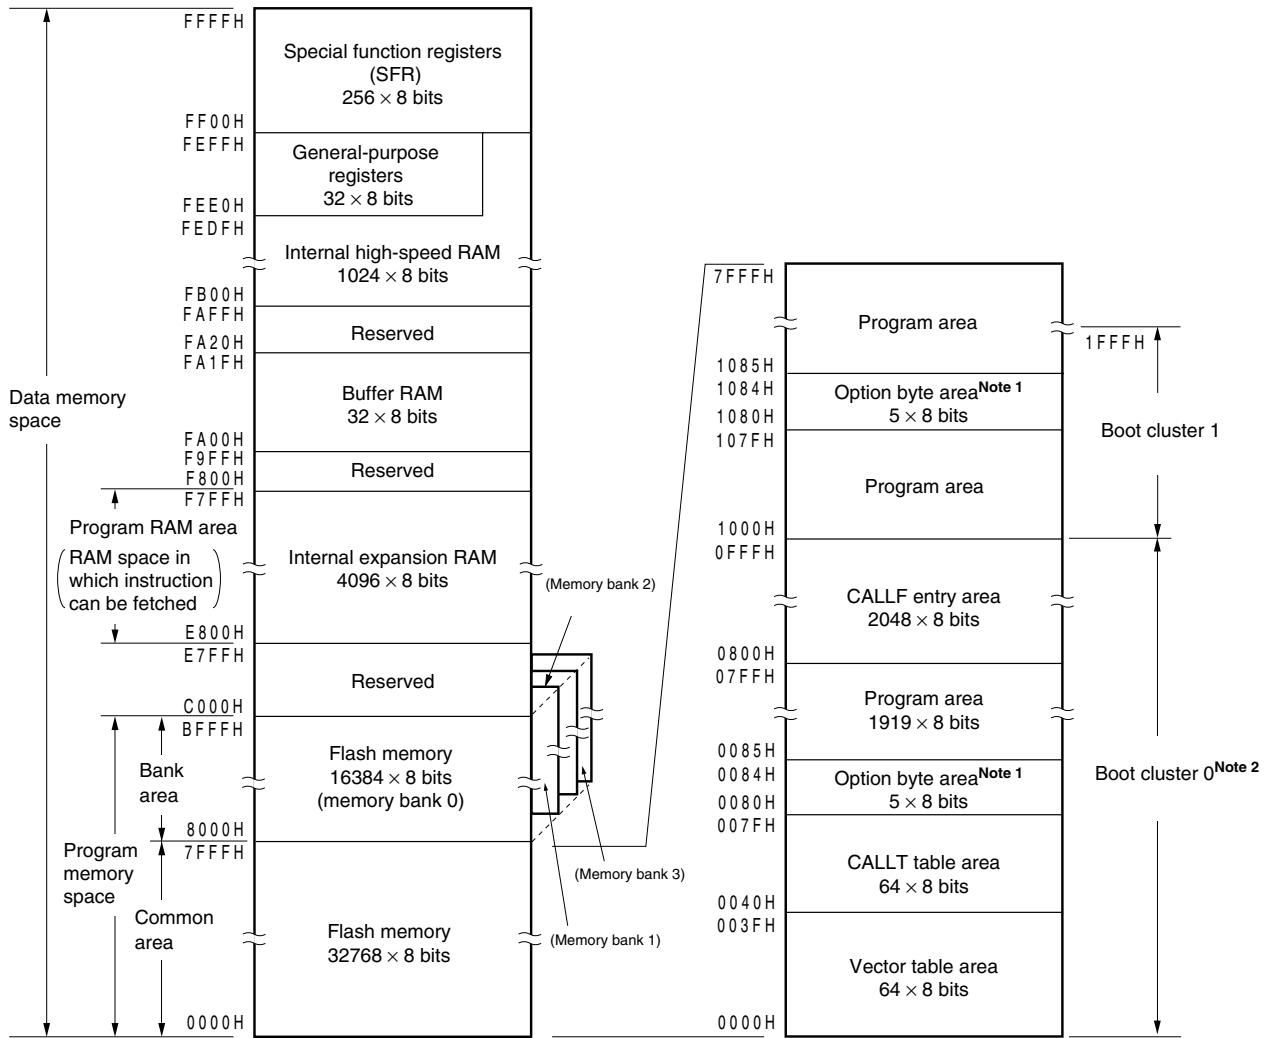 FFFFH
Special function registers
(SFR)
256 × 8 bits
FF00H
FEFFH
General-purpose
registers
32 × 8 bits
FEE0H
FEDFH
Internal high-speed RAM
1024 × 8 bits
FB00H
FAFFH
Reserved
FA20H
FA1FH
Buffer RAM
32 × 8 bits
FA00H
F9FFH
Reserved
F800H
F7FFH
Internal expansion RAM
4096 × 8 bits
E800H
E7FFH
Reserved
C000H
BFFFH
Flash memory
16384 × 8 bits
(memory bank 0)
8000H
7FFFH
Flash memory
32768 × 8 bits
0000H
Data memory
space
Program RAM area
(RAM space in
which instruction
can be fetched)
Bank
area
Program
memory
space
Common
area
(Memory bank 2)
(Memory bank 3)
(Memory bank 1)
7FFFH
Program area
1FFFH
1085H
1084H
Option byte area Note 1
5 × 8 bits
1080H
107FH
Boot cluster 1
Program area
1000H
0FFFH
CALLF entry area
2048 × 8 bits
0800H
07FFH
Program area
1919 × 8 bits
0085H
0084H
Option byte area Note 1
5 × 8 bits
Boot cluster 0 Note 2
0080H
007FH
CALLT table area
64 × 8 bits
0040H
003FH
Vector table area
64 × 8 bits
0000H